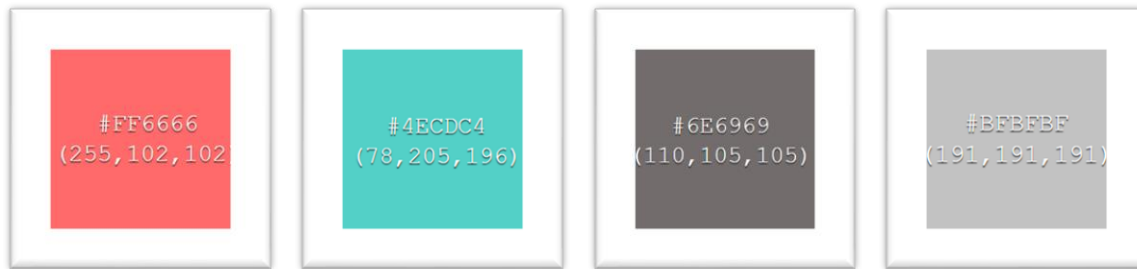 #FF6666
(255,102,102)
#4ECDC4
(78,205,196)
#6E6969
(110,105,105)
#BFBFBF
(191,191,191)